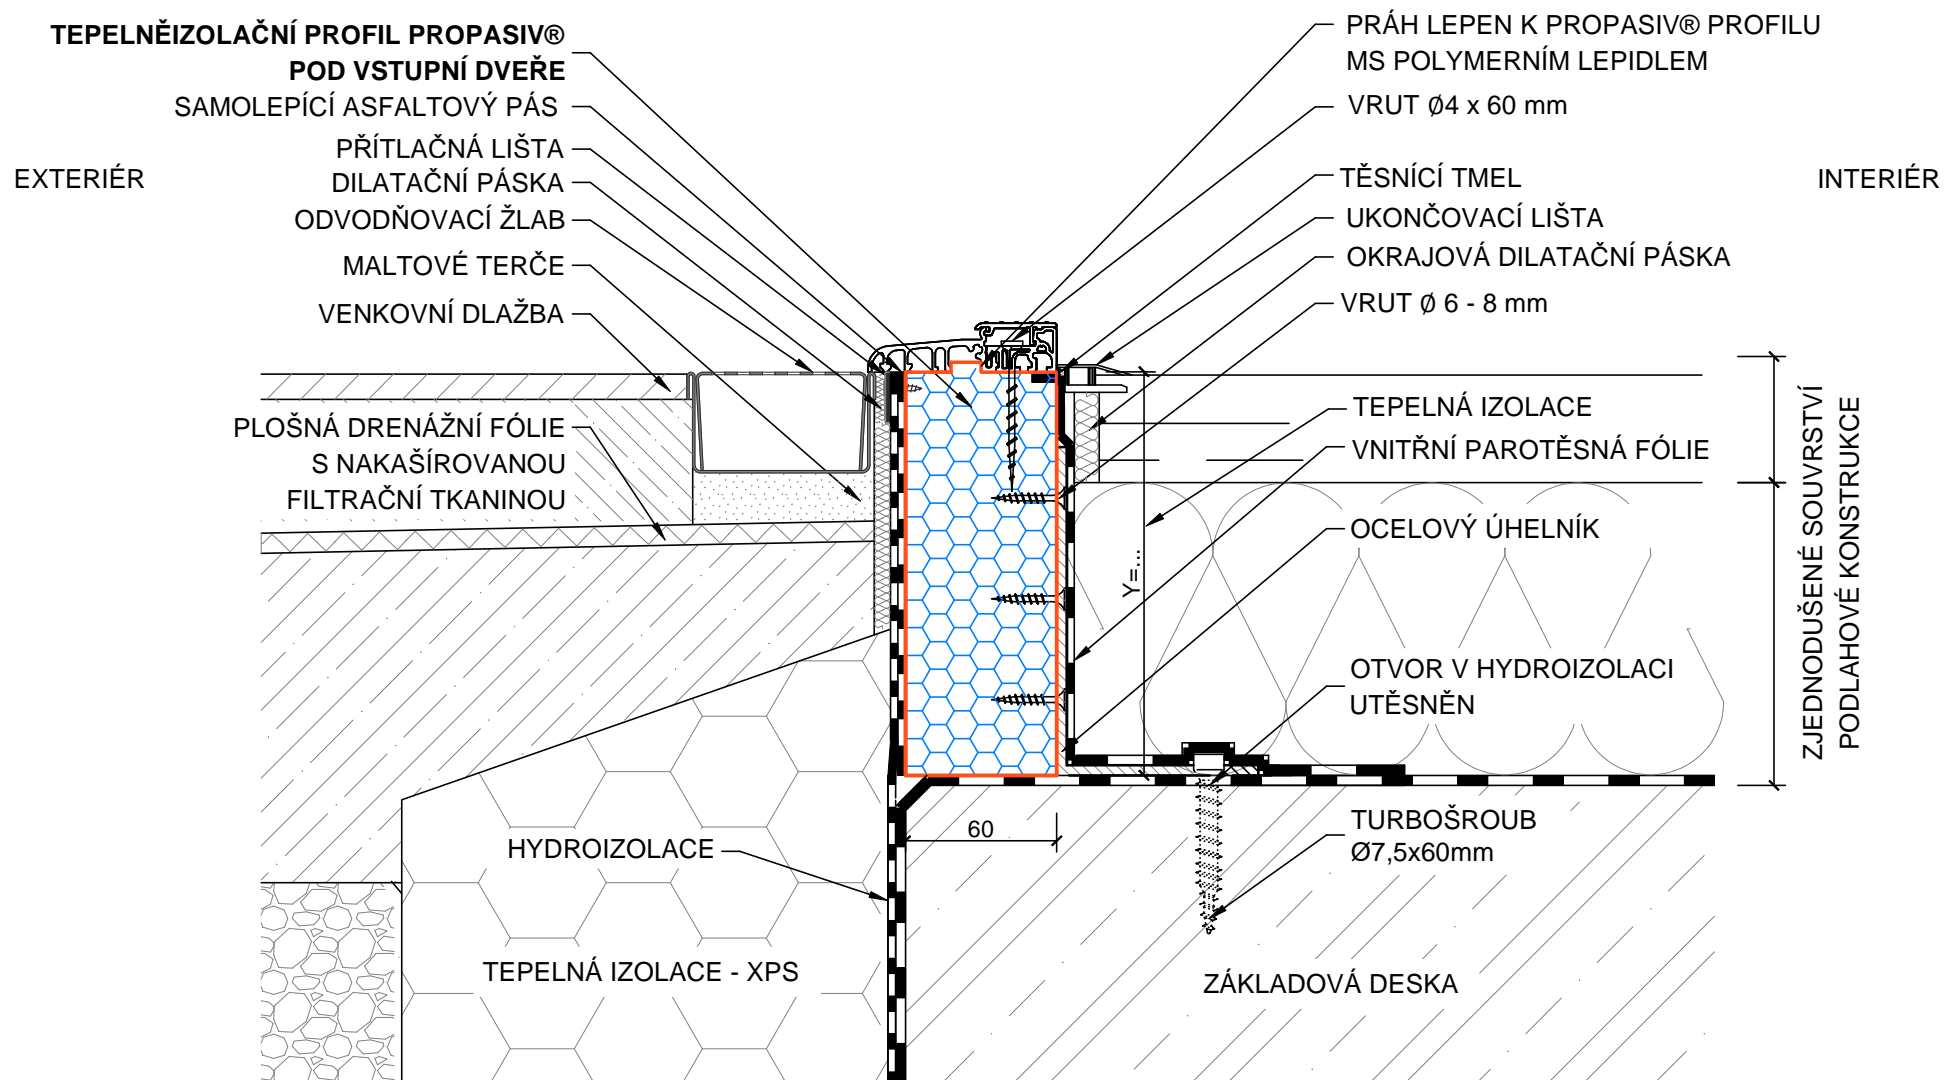 TEPELNĚIZOLAČNÍ PROFIL PROPASIV®
POD VSTUPNÍ DVEŘE
SAMOLEPÍCÍ ASFALTOVÝ PÁS
PŘÍTLAČNÁ LIŠTA
DILATAČNÍ PÁSKA
ODVODŇOVACÍ ŽLAB
MALTOVÉ TERČE
VENKOVNÍ DLAŽBA
EXTERIÉR
PLOŠNÁ DRENÁŽNÍ FÓLIE
S NAKAŠÍROVANOU
FILTRAČNÍ TKANINOU
HYDROIZOLACE
TEPELNÁ IZOLACE - XPS
PRÁH LEPEN K PROPASIV® PROFILU
MS POLYMERNÍM LEPIDLEM
VRUT Ø4 x 60 mm
TĚSNÍCÍ TMEL
UKONČOVACÍ LIŠTA
OKRAJOVÁ DILATAČNÍ PÁSKA
VRUT Ø 6 - 8 mm
INTERIÉR
TEPELNÁ IZOLACE
VNITŘNÍ PAROTĚSNÁ FÓLIE
OCELOVÝ ÚHELNÍK
OTVOR V HYDROIZOLACI
UTĚSNĚN
Y=...
60
TURBOŠROUB
Ø7,5x60mm
ZÁKLADOVÁ DESKA
ZJEDNODUŠENÉ SOUVRSTVÍ
PODLAHOVÉ KONSTRUKCE